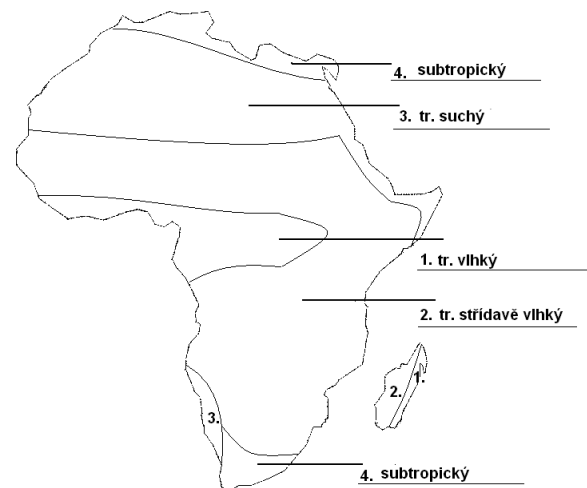 4. subtropický
3. tr. suchý
1. tr. vlhký
2. tr. střídavě vlhký
1.
2.
3.
4. subtropický